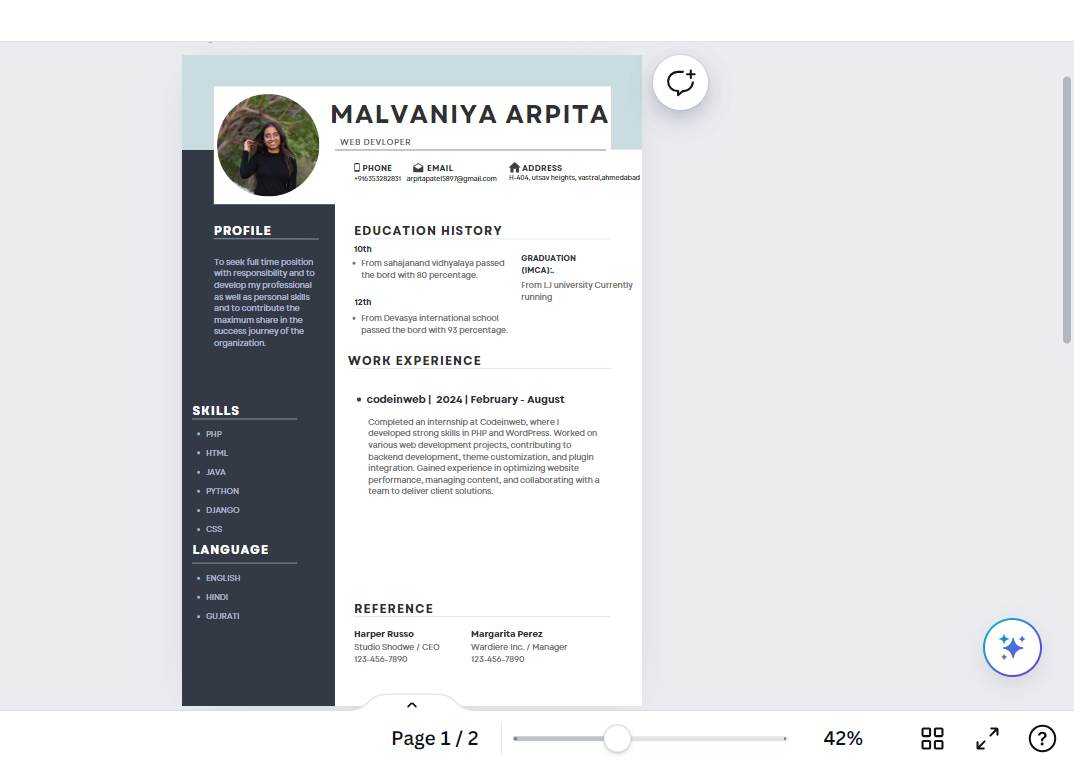 MALVANIYA ARPITA
WEB DEVLOPER
PHONE EMAIL ADDRESS
+916353282831 arpitapatel5897@gmail.com H-404, utsav heights, vastral,ahmedabad
PROFILE
To seek full time position
with responsibility and to
develop my professional
as well as personal skills
and to contribute the
maximum share in the
success journey of the
organization.
SKILLS
• PHP
• HTML
• JAVA
• PYTHON
• DJANGO
• CSS
LANGUAGE
• ENGLISH
• HINDI
• GUJRATI
EDUCATION HISTORY
10th
• From sahajanand vidhyalaya passed
the bord with 80 percentage.
12th
• From Devasya international school
passed the bord with 93 percentage.
GRADUATION
(IMCA):.
From LJ university Currently
running
WORK EXPERIENCE
• codeinweb | 2024 | February - August
Completed an internship at Codeinweb, where I
developed strong skills in PHP and WordPress. Worked on
various web development projects, contributing to
backend development, theme customization, and plugin
integration. Gained experience in optimizing website
performance, managing content, and collaborating with a
team to deliver client solutions.
REFERENCE
Harper Russo
Studio Shodwe / CEO
123-456-7890
Margarita Perez
Wardiere Inc. / Manager
123-456-7890
Page 1 / 2
42%